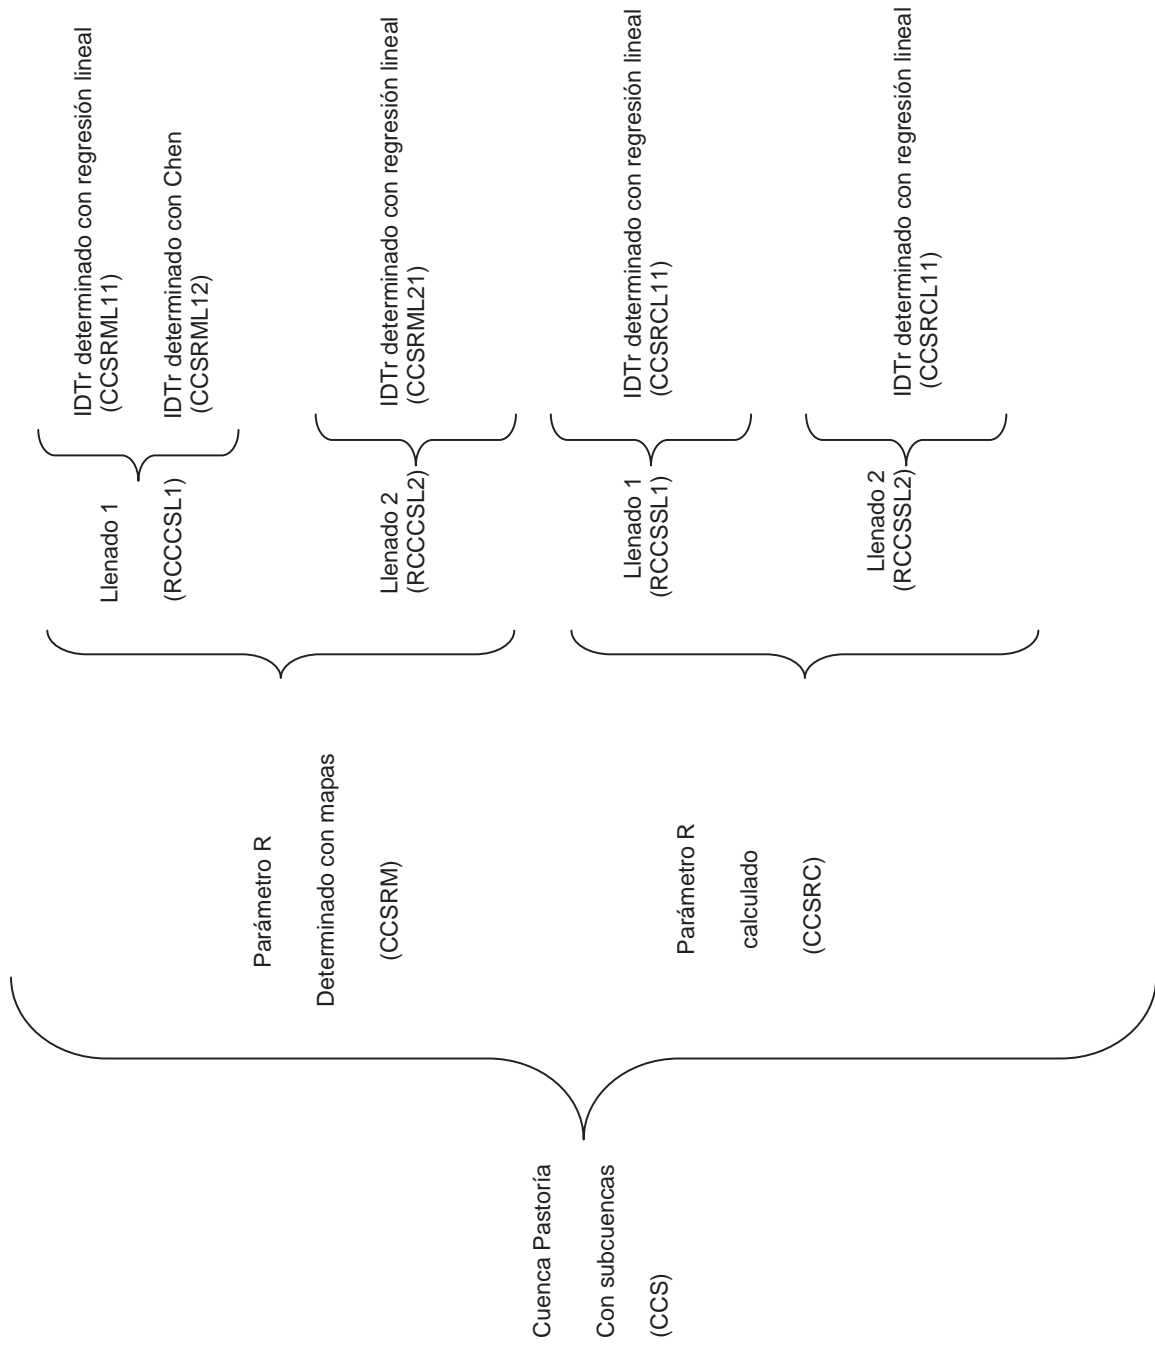 Cuenca Pastoría
Con subcuencas
(CCS)
Parámetro R
Determinado con mapas
(CCSRM)
Llenado 1
(RCCCSL1)
IDTr determinado con regresión lineal
(CCSRML11)
IDTr determinado con Chen
(CCSRML12)
Llenado 2
(RCCCSL2)
IDTr determinado con regresión lineal
(CCSRML21)
Parámetro R
calculado
(CCSRC)
Llenado 1
(RCCSSL1)
IDTr determinado con regresión lineal
(CCSRCL11)
Llenado 2
(RCCSSL2)
IDTr determinado con regresión lineal
(CCSRCL11)